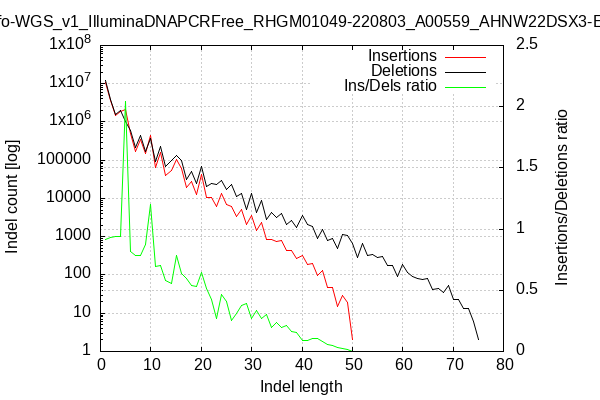 fo-WGS_v1_IlluminaDNAPCRFree_RHGM01049-220803_A00559_AHNW22DSX3-E
Insertions
Deletions
Ins/Dels ratio
Indel count [log]
1x10^8
1x10^7
1x10^6
100000
10000
1000
100
10
1
2.5
2
1.5
1
0.5
0
Insertions/Deletions ratio
0 10 20 30 40 50 60 70 80
Indel length